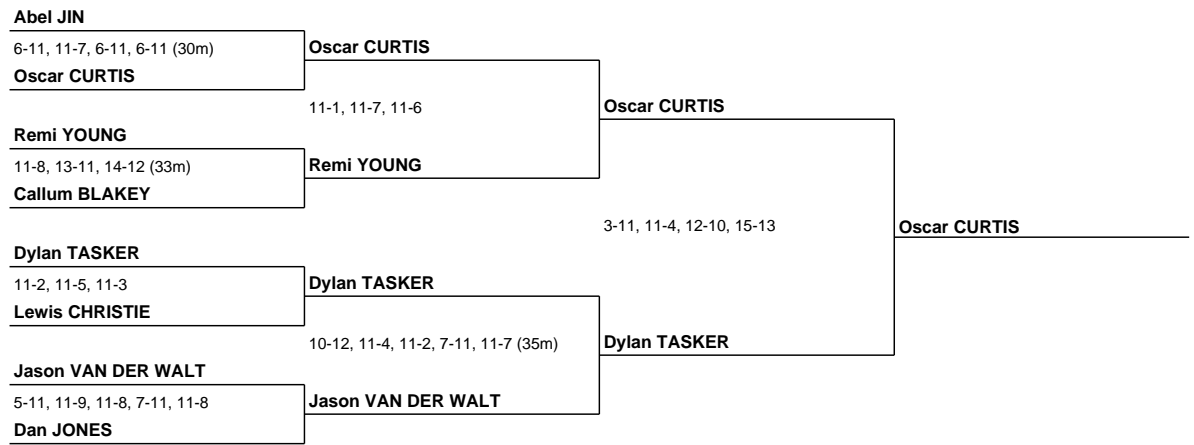 Abel JIN
6-11, 11-7, 6-11, 6-11 (30m)
Oscar CURTIS
Oscar CURTIS
11-1, 11-7, 11-6
Oscar CURTIS
Remi YOUNG
11-8, 13-11, 14-12 (33m)
Remi YOUNG
Callum BLAKEY
3-11, 11-4, 12-10, 15-13
Oscar CURTIS
Dylan TASKER
11-2, 11-5, 11-3
Dylan TASKER
Lewis CHRISTIE
10-12, 11-4, 11-2, 7-11, 11-7 (35m)
Dylan TASKER
Jason VAN DER WALT
5-11, 11-9, 11-8, 7-11, 11-8
Jason VAN DER WALT
Dan JONES